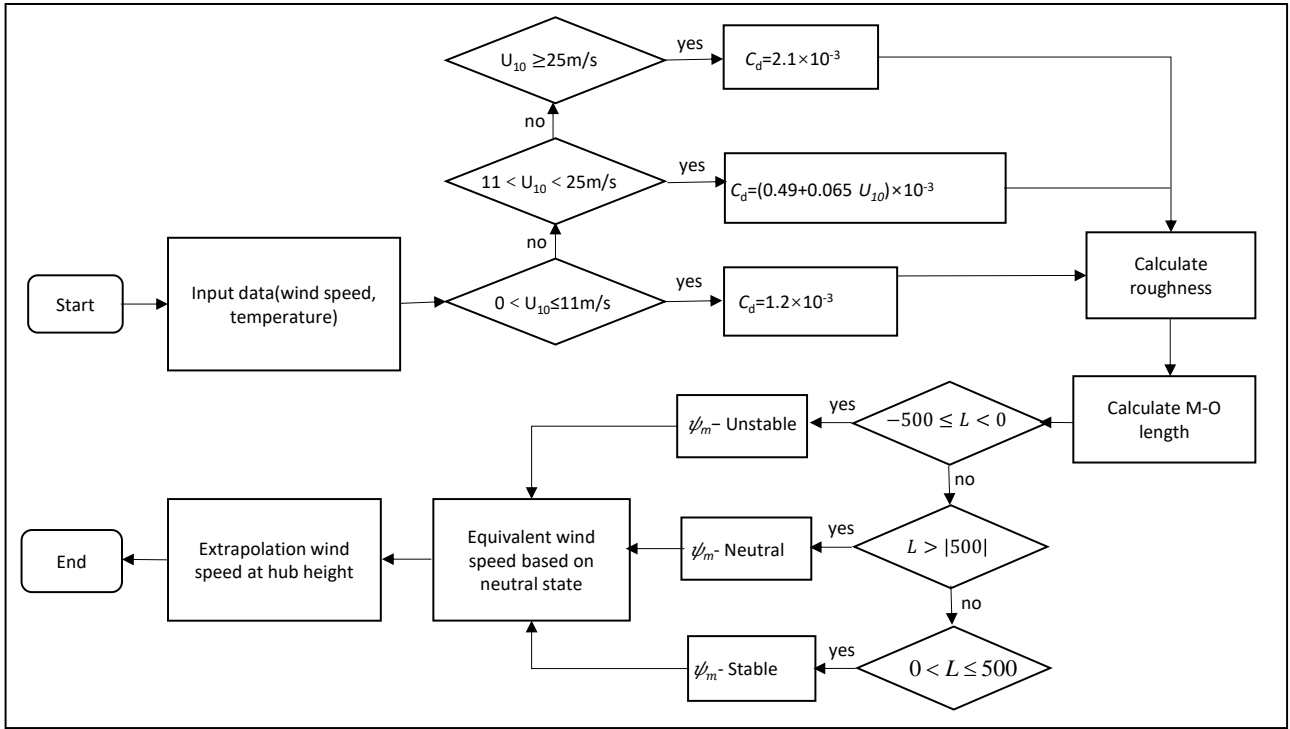 U₁₀ ≥25m/s
yes
C_d=2.1×10⁻³
no
11 < U₁₀ < 25m/s
yes
C_d=(0.49+0.065 U₁₀)×10⁻³
no
Start
Input data(wind speed,
temperature)
0 < U₁₀≤11m/s
yes
C_d=1.2×10⁻³
Calculate
roughness
Calculate M-O
length
−500 ≤ L < 0
yes
ψₘ− Unstable
no
L > |500|
yes
ψₘ- Neutral
no
0 < L ≤ 500
yes
ψₘ- Stable
Equivalent wind
speed based on
neutral state
Extrapolation wind
speed at hub height
End